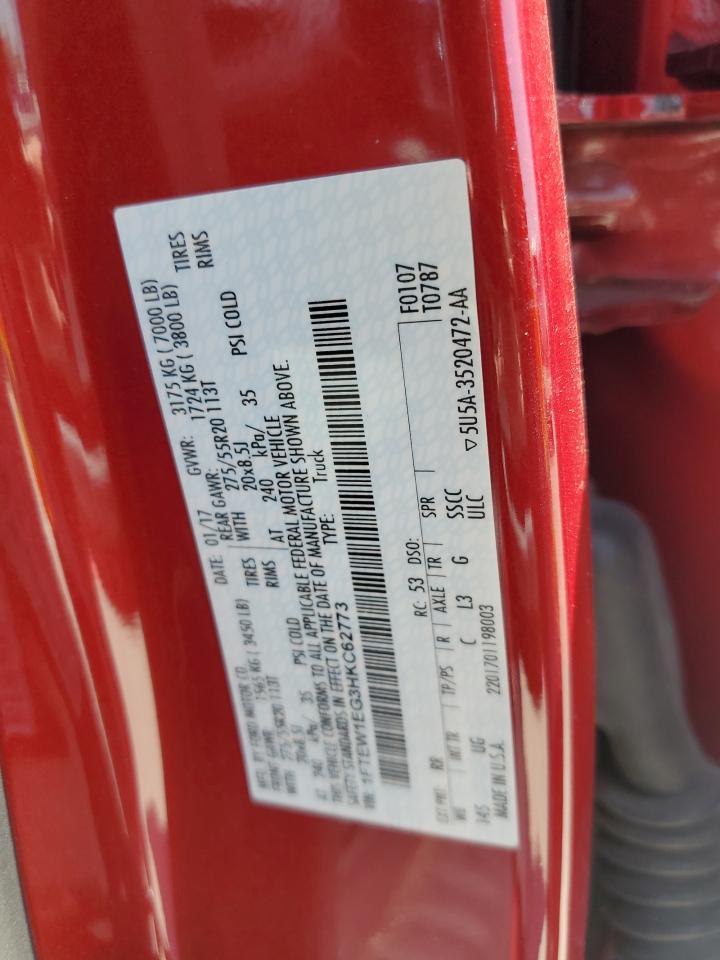 MFD. BY FORD MOTOR CO.
DATE: 01/17 GVWR: 3175 KG ( 7000 LB)
FRONT GAWR: 1565 KG ( 3450 LB) REAR GAWR: 1724 KG ( 3800 LB)
WITH 275/55R20 113T TIRES WITH 275/55R20 113T TIRES
20x8.5J RIMS 20x8.5J RIMS
AT 240 kPa/ 35 PSI COLD AT 240 kPa/ 35 PSI COLD
THIS VEHICLE CONFORMS TO ALL APPLICABLE FEDERAL MOTOR VEHICLE
SAFETY STANDARDS IN EFFECT ON THE DATE OF MANUFACTURE SHOWN ABOVE.
VIN: 1FTEW1EG3HKC62773 TYPE: Truck
F0107
T0787
EXT PNT: RR RC: 53 DSO:
WB INT TR TP/PS R AXLE TR SPR
145 UG C L3 G SSCC
MADE IN U.S.A. 2201701198003 ULC
▽5U5A-3520472-AA